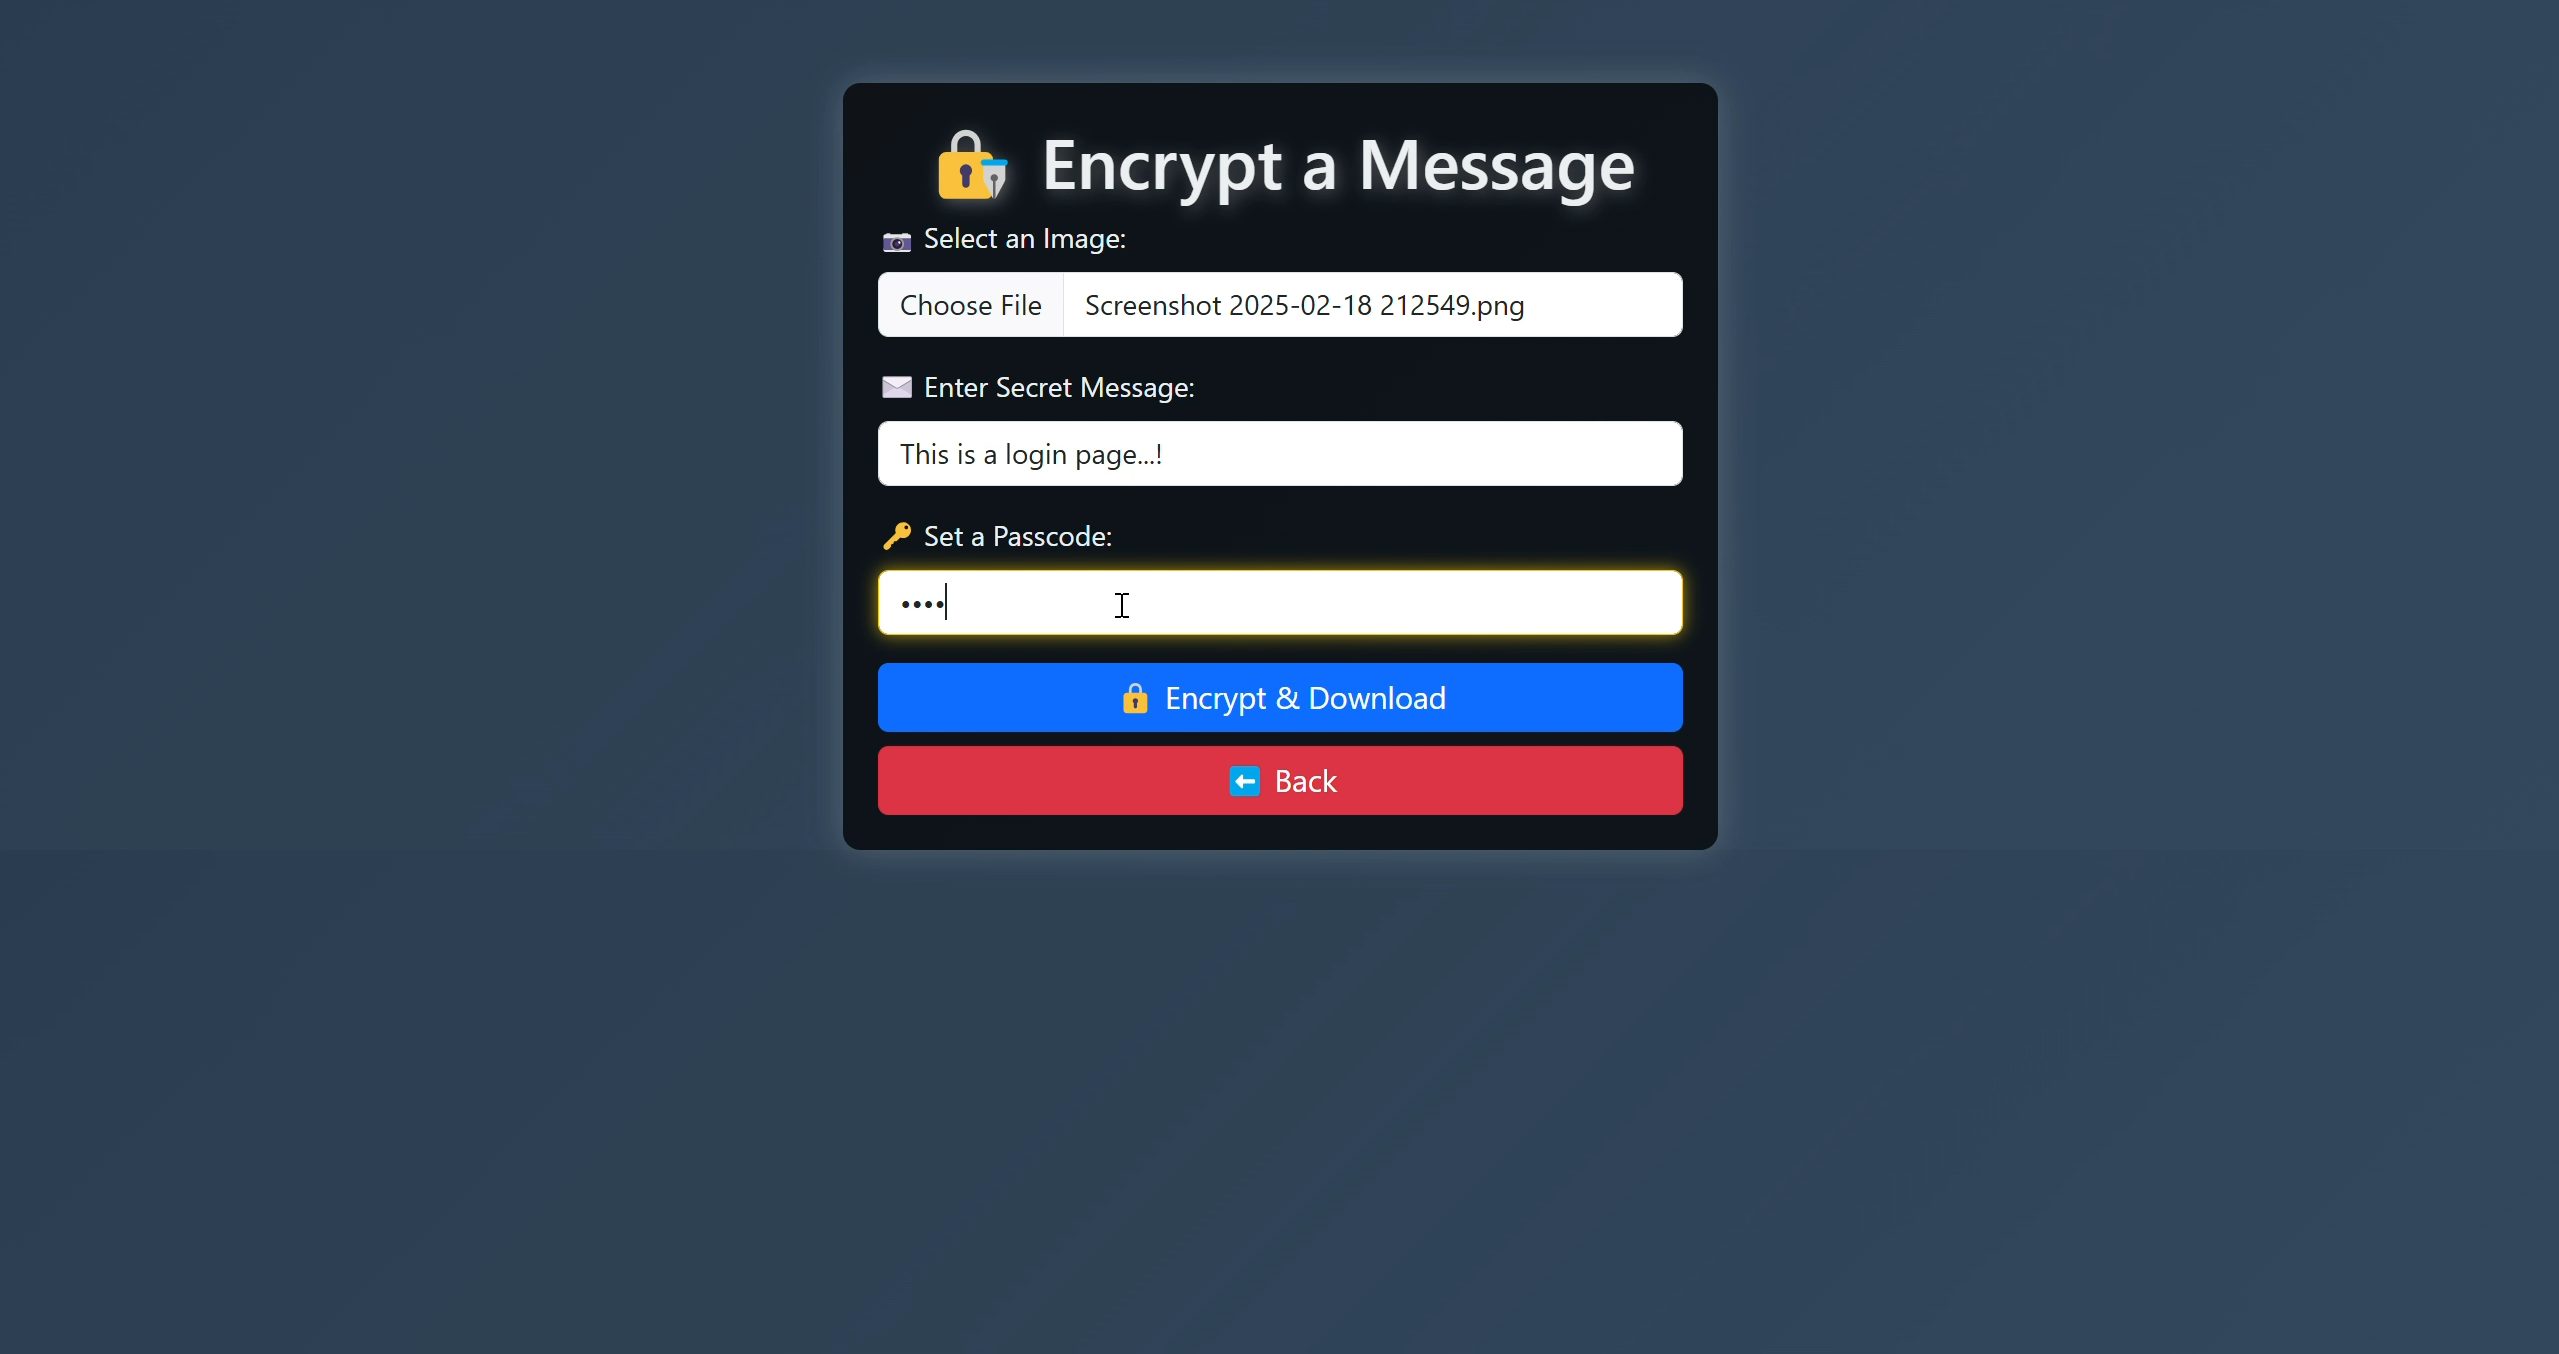 Encrypt a Message
Select an Image:
Choose File Screenshot 2025-02-18 212549.png
Enter Secret Message:
This is a login page...!
Set a Passcode:
••••
Encrypt & Download
Back